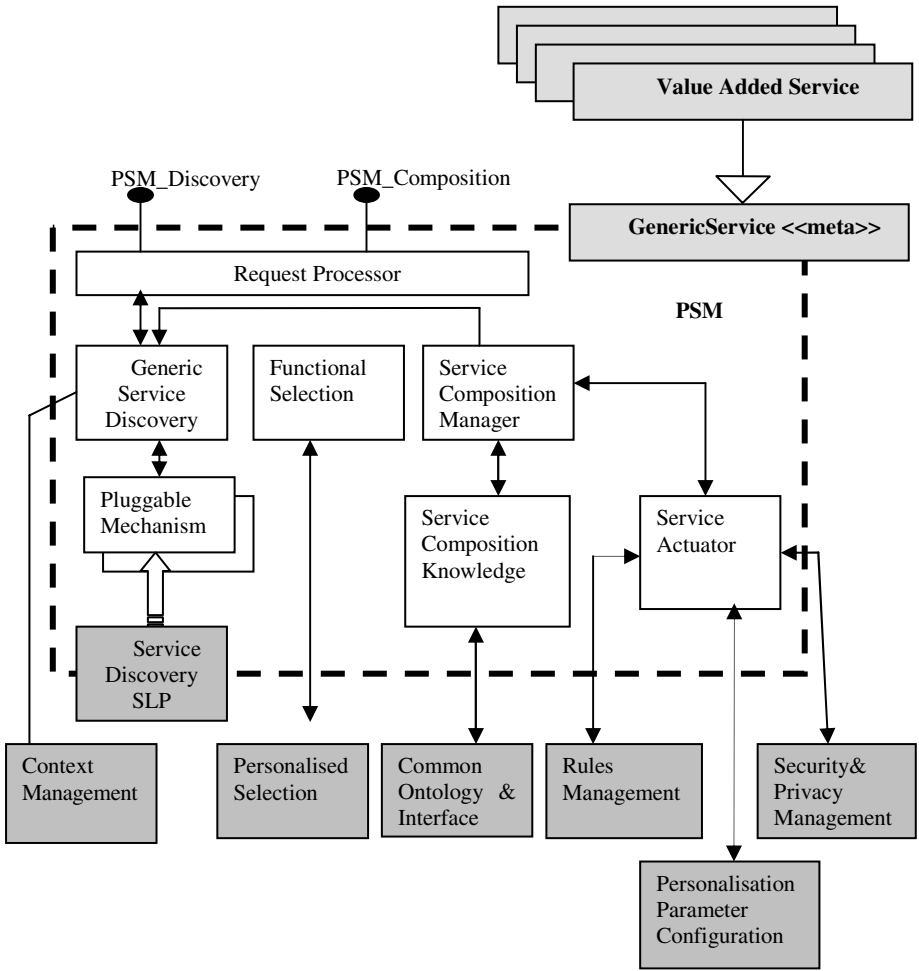 Value Added Service
PSM_Discovery
PSM_Composition
GenericService <<meta>>
Request Processor
PSM
Generic
Service
Discovery
Functional
Selection
Service
Composition
Manager
Pluggable
Mechanism
Service
Composition
Knowledge
Service
Actuator
Service
Discovery
SLP
Context
Management
Personalised
Selection
Common
Ontology &
Interface
Rules
Management
Security&
Privacy
Management
Personalisation
Parameter
Configuration